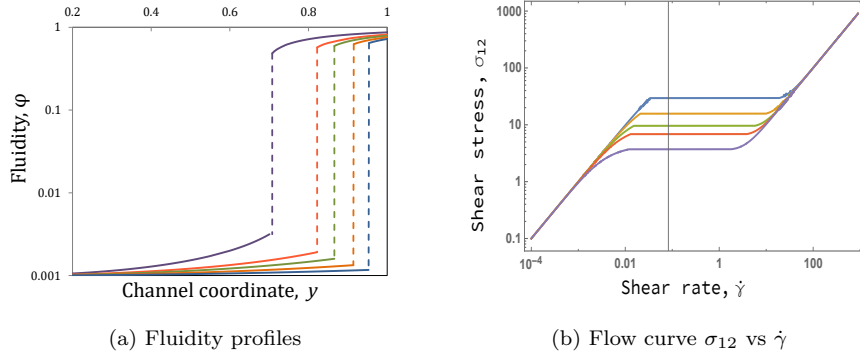 0.2 0.4 0.6 0.8 1
1
0.1
0.01
0.001
Fluidity, φ
Channel coordinate, y
(a) Fluidity profiles
100
10
1
0.1
Shear stress, σ₁₂
10⁻⁴ 0.01 1 100
Shear rate, γ̇
(b) Flow curve σ₁₂ vs γ̇